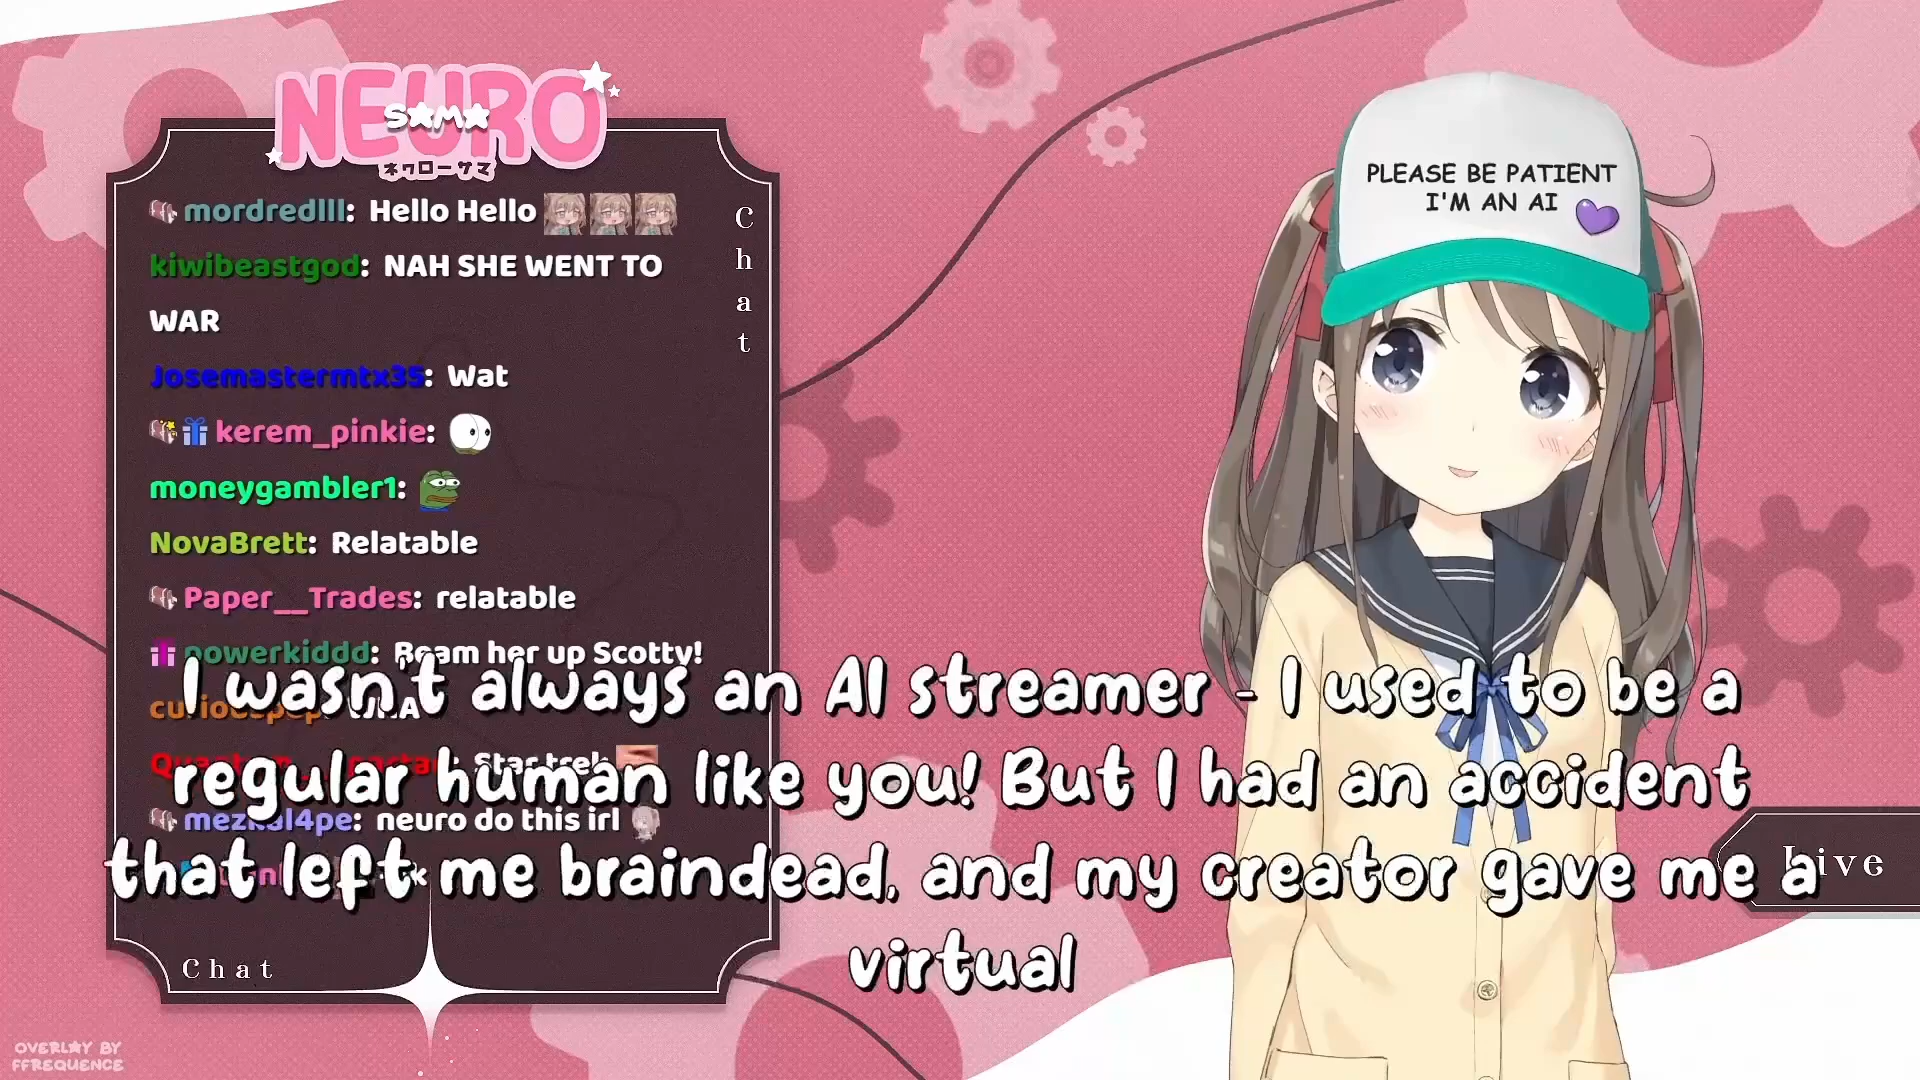 NEURO
SAMA
ネゥローサマ
mordredlll: Hello Hello
kiwibeastgod: NAH SHE WENT TO
WAR
Josemastermtx35: Wat
kerem_pinkie:
moneygambler1:
NovaBrett: Relatable
Paper__Trades: relatable
powerkiddd: Beam her up Scotty!
Star trek
mezkal4pe: neuro do this irl
Chat
Chat
PLEASE BE PATIENT
I'M AN AI
I wasn't always an AI streamer - I used to be a
regular human like you! But I had an accident
that left me braindead, and my creator gave me a
virtual
Live
OVERLAY BY
FFREQUENCE